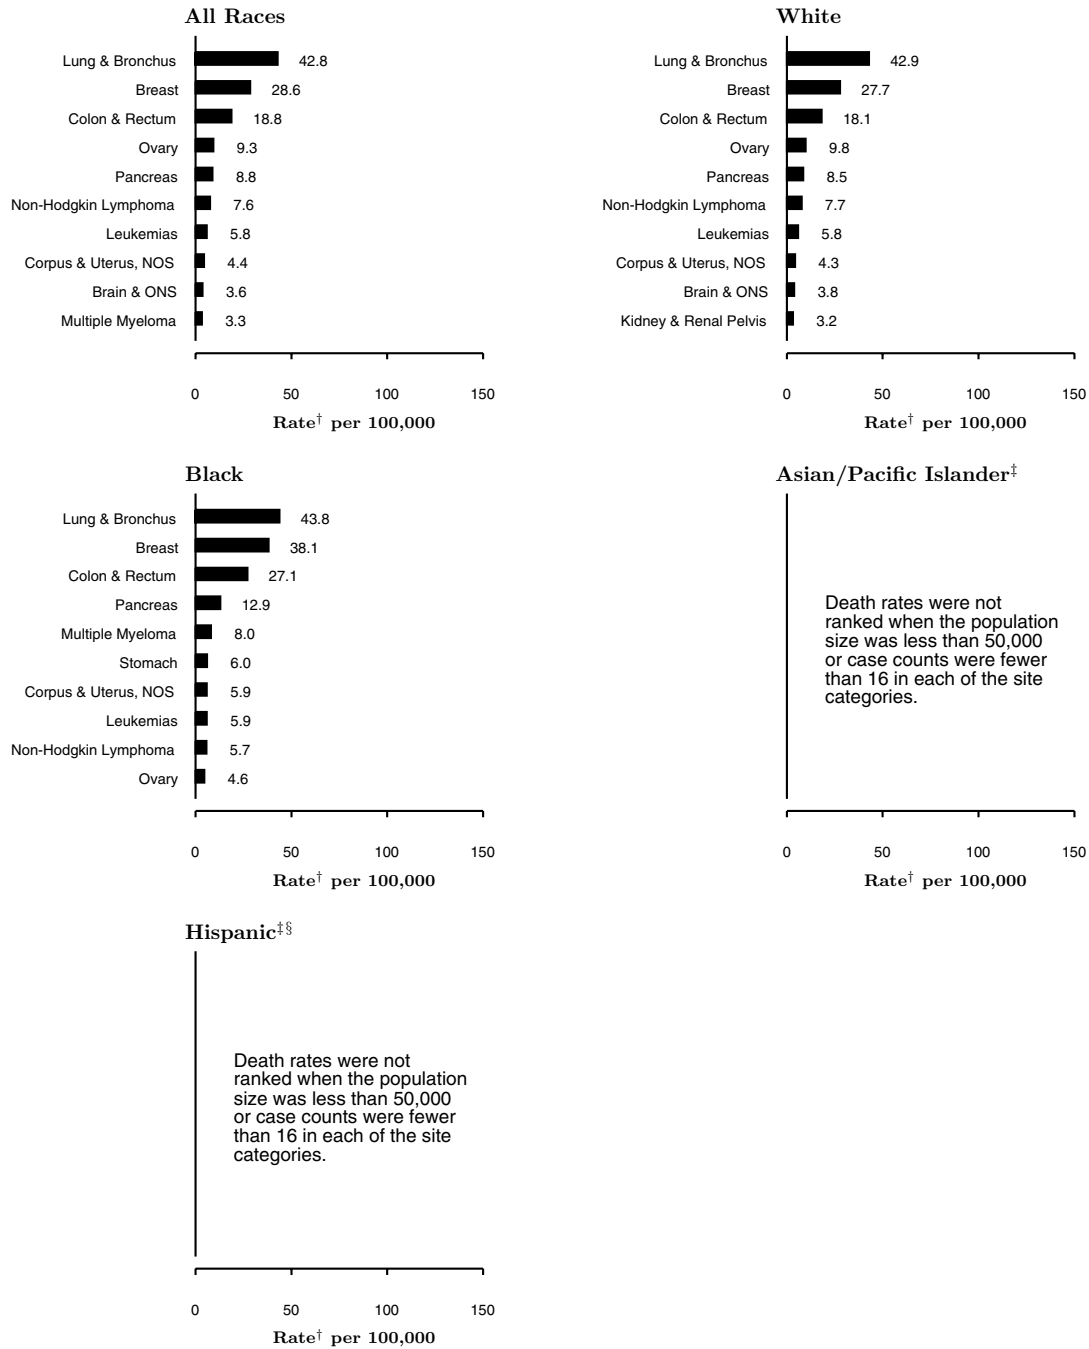 All Races
Lung & Bronchus 42.8
Breast 28.6
Colon & Rectum 18.8
Ovary 9.3
Pancreas 8.8
Non-Hodgkin Lymphoma 7.6
Leukemias 5.8
Corpus & Uterus, NOS 4.4
Brain & ONS 3.6
Multiple Myeloma 3.3
0 50 100 150
Rate† per 100,000
White
Lung & Bronchus 42.9
Breast 27.7
Colon & Rectum 18.1
Ovary 9.8
Pancreas 8.5
Non-Hodgkin Lymphoma 7.7
Leukemias 5.8
Corpus & Uterus, NOS 4.3
Brain & ONS 3.8
Kidney & Renal Pelvis 3.2
0 50 100 150
Rate† per 100,000
Black
Lung & Bronchus 43.8
Breast 38.1
Colon & Rectum 27.1
Pancreas 12.9
Multiple Myeloma 8.0
Stomach 6.0
Corpus & Uterus, NOS 5.9
Leukemias 5.9
Non-Hodgkin Lymphoma 5.7
Ovary 4.6
0 50 100 150
Rate† per 100,000
Asian/Pacific Islander‡
Death rates were not
ranked when the population
size was less than 50,000
or case counts were fewer
than 16 in each of the site
categories.
0 50 100 150
Rate† per 100,000
Hispanic‡§
Death rates were not
ranked when the population
size was less than 50,000
or case counts were fewer
than 16 in each of the site
categories.
0 50 100 150
Rate† per 100,000